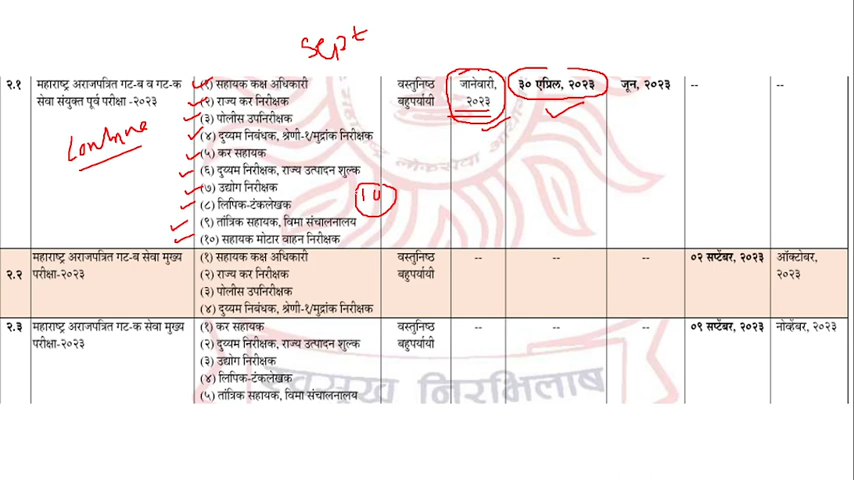 Sept
२.१ महाराष्ट्र अराजपत्रित गट-ब व गट-क (१) सहायक कक्ष अधिकारी वस्तुनिष्ठ जानेवारी, ३० एप्रिल, २०२३ जून, २०२३ -- --
सेवा संयुक्त पूर्व परीक्षा -२०२३ (२) राज्य कर निरीक्षक बहुपर्यायी २०२३
(३) पोलीस उपनिरीक्षक
Combine (४) दुय्यम निबंधक, श्रेणी-१/मुद्रांक निरीक्षक
(५) कर सहायक
(६) दुय्यम निरीक्षक, राज्य उत्पादन शुल्क
(७) उद्योग निरीक्षक
(८) लिपिक-टंकलेखक 10
(९) तांत्रिक सहायक, विमा संचालनालय
(१०) सहायक मोटार वाहन निरीक्षक
२.२ महाराष्ट्र अराजपत्रित गट-ब सेवा मुख्य (१) सहायक कक्ष अधिकारी वस्तुनिष्ठ -- -- -- ०२ सप्टेंबर, २०२३ ऑक्टोबर,
परीक्षा-२०२३ (२) राज्य कर निरीक्षक बहुपर्यायी २०२३
(३) पोलीस उपनिरीक्षक
(४) दुय्यम निबंधक, श्रेणी-१/मुद्रांक निरीक्षक
२.३ महाराष्ट्र अराजपत्रित गट-क सेवा मुख्य (१) कर सहायक वस्तुनिष्ठ -- -- -- ०९ सप्टेंबर, २०२३ नोव्हेंबर, २०२३
परीक्षा-२०२३ (२) दुय्यम निरीक्षक, राज्य उत्पादन शुल्क बहुपर्यायी
(३) उद्योग निरीक्षक
(४) लिपिक-टंकलेखक
(५) तांत्रिक सहायक, विमा संचालनालय